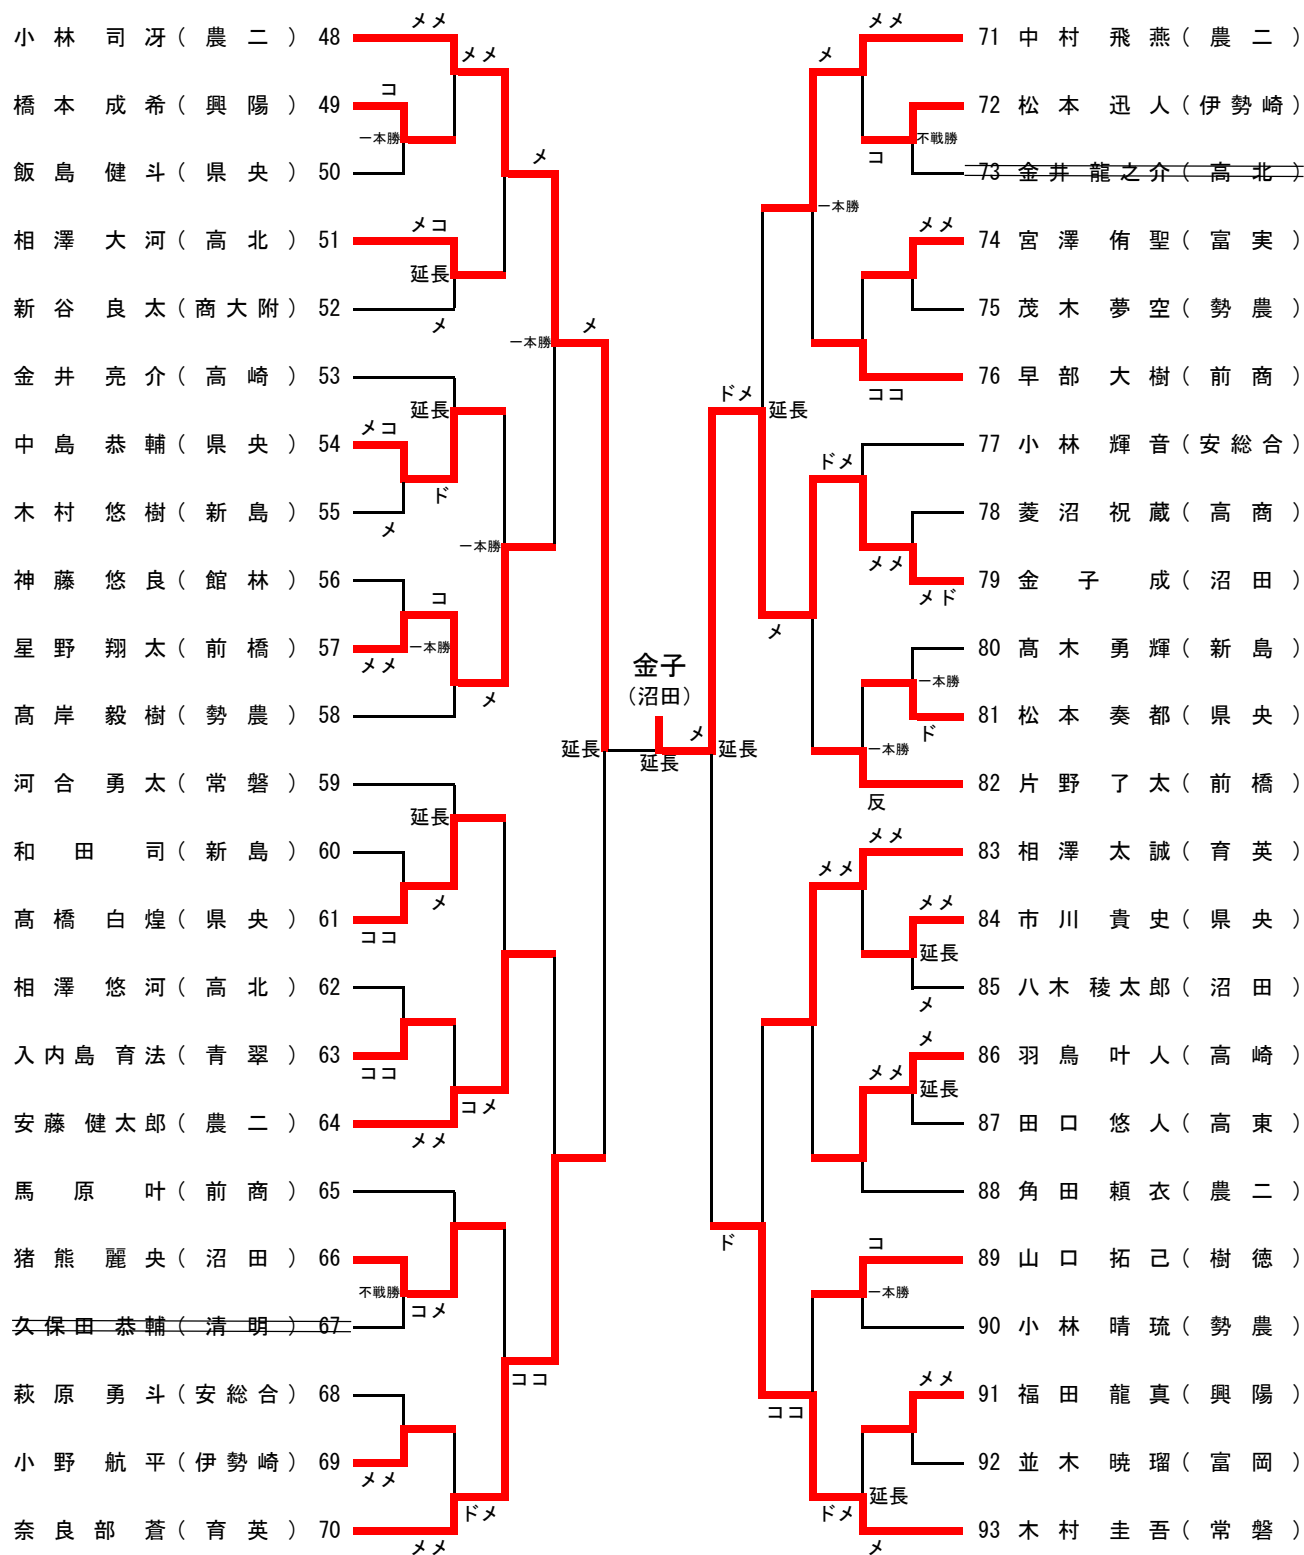 小林 司冴（農二） 48
橋本 成希（興陽） 49
飯島 健斗（県央） 50
相澤 大河（高北） 51
新谷 良太（商大附） 52
金井 亮介（高崎） 53
中島 恭輔（県央） 54
木村 悠樹（新島） 55
神藤 悠良（館林） 56
星野 翔太（前橋） 57
髙岸 毅樹（勢農） 58
河合 勇太（常磐） 59
和田 司（新島） 60
髙橋 白煌（県央） 61
相澤 悠河（高北） 62
入内島 育法（青翠） 63
安藤 健太郎（農二） 64
馬原 叶（前商） 65
猪熊 麗央（沼田） 66
久保田 恭輔（清明） 67
萩原 勇斗（安総合） 68
小野 航平（伊勢崎） 69
奈良部 蒼（育英） 70
メメ
メメ
コ
一本勝
メ
メコ
延長
メ
一本勝
メ
延長
メコ
ド
メ
一本勝
コ
一本勝
メメ
メ
延長
延長
メ
ココ
ココ
コメ
メメ
不戦勝
コメ
ココ
メメ
ドメ
メメ
金子
（沼田）
延長
メ
延長
メメ
メ
不戦勝
コ
一本勝
メメ
ココ
ドメ
延長
ドメ
メメ
メド
メ
一本勝
ド
一本勝
反
メメ
メメ
メメ
延長
メ
メ
メメ
延長
ド
コ
一本勝
メメ
ココ
延長
ドメ
メ
71 中村 飛燕（農二）
72 松本 迅人（伊勢崎）
73 金井 龍之介（高北）
74 宮澤 侑聖（富実）
75 茂木 夢空（勢農）
76 早部 大樹（前商）
77 小林 輝音（安総合）
78 菱沼 祝蔵（高商）
79 金子 成（沼田）
80 髙木 勇輝（新島）
81 松本 奏都（県央）
82 片野 了太（前橋）
83 相澤 太誠（育英）
84 市川 貴史（県央）
85 八木 稜太郎（沼田）
86 羽鳥 叶人（高崎）
87 田口 悠人（高東）
88 角田 頼衣（農二）
89 山口 拓己（樹徳）
90 小林 晴琉（勢農）
91 福田 龍真（興陽）
92 並木 暁瑠（富岡）
93 木村 圭吾（常磐）